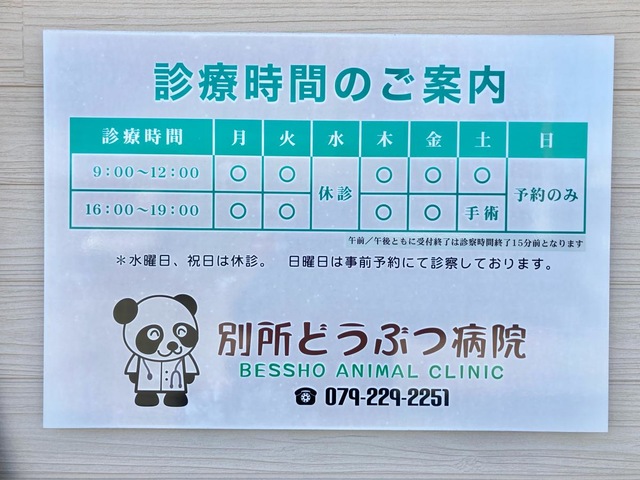 診療時間のご案内
診療時間 月 火 水 木 金 土 日
9:00～12:00 ○ ○ 休診 ○ ○ ○ 予約のみ
16:00～19:00 ○ ○ ○ ○ 手術
午前／午後ともに受付終了は診察時間終了15分前となります
＊水曜日、祝日は休診。 日曜日は事前予約にて診察しております。
別所どうぶつ病院
BESSHO ANIMAL CLINIC
☎ 079-229-2251